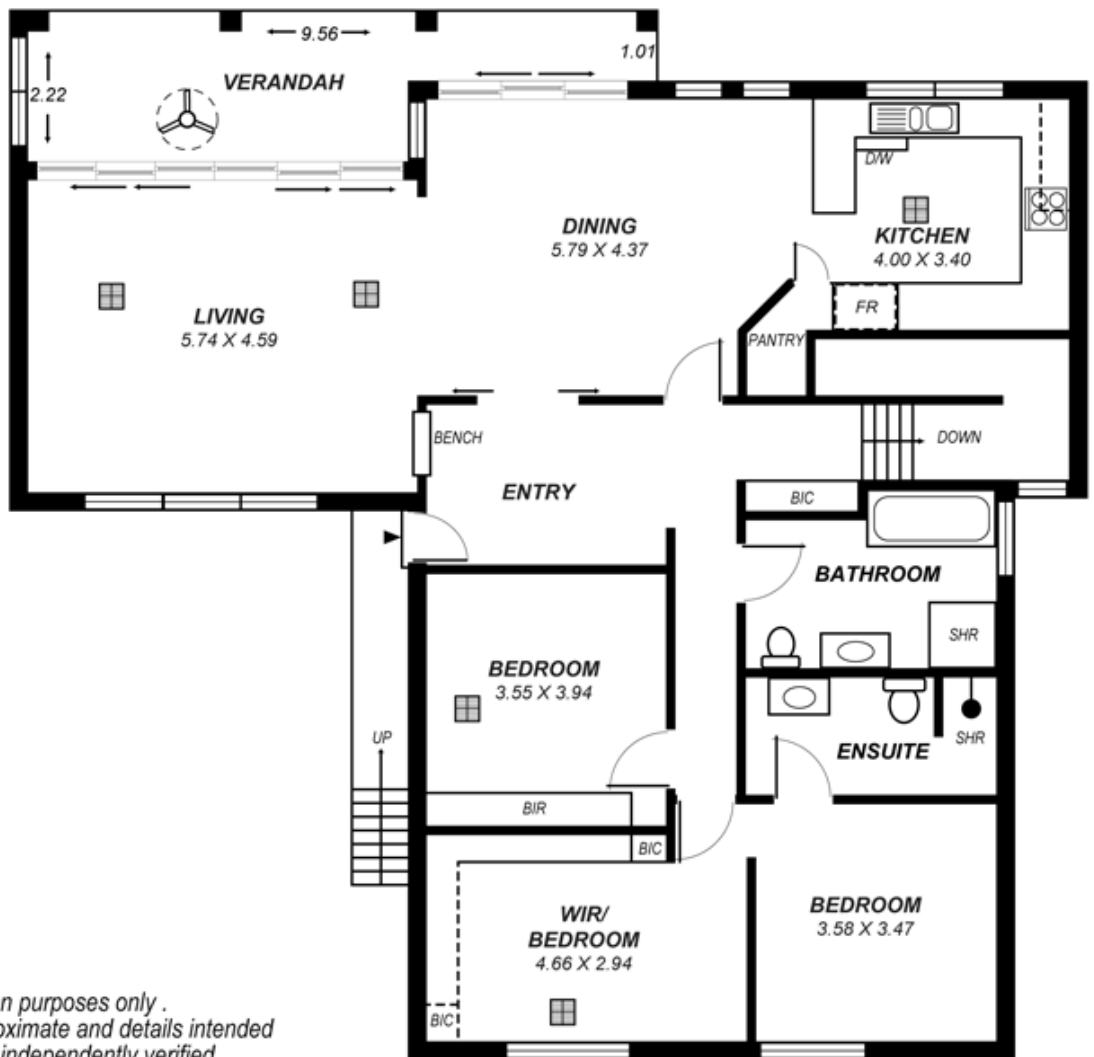 9.56
1.01
VERANDAH
2.22
D/W
DINING
5.79 X 4.37
KITCHEN
4.00 X 3.40
FR
LIVING
5.74 X 4.59
PANTRY
BENCH
DOWN
ENTRY
BIC
BATHROOM
SHR
BEDROOM
3.55 X 3.94
UP
ENSUITE
SHR
BIR
BIC
WIR/
BEDROOM
4.66 X 2.94
BEDROOM
3.58 X 3.47
BIC
purposes only .
and details intended
independently verified